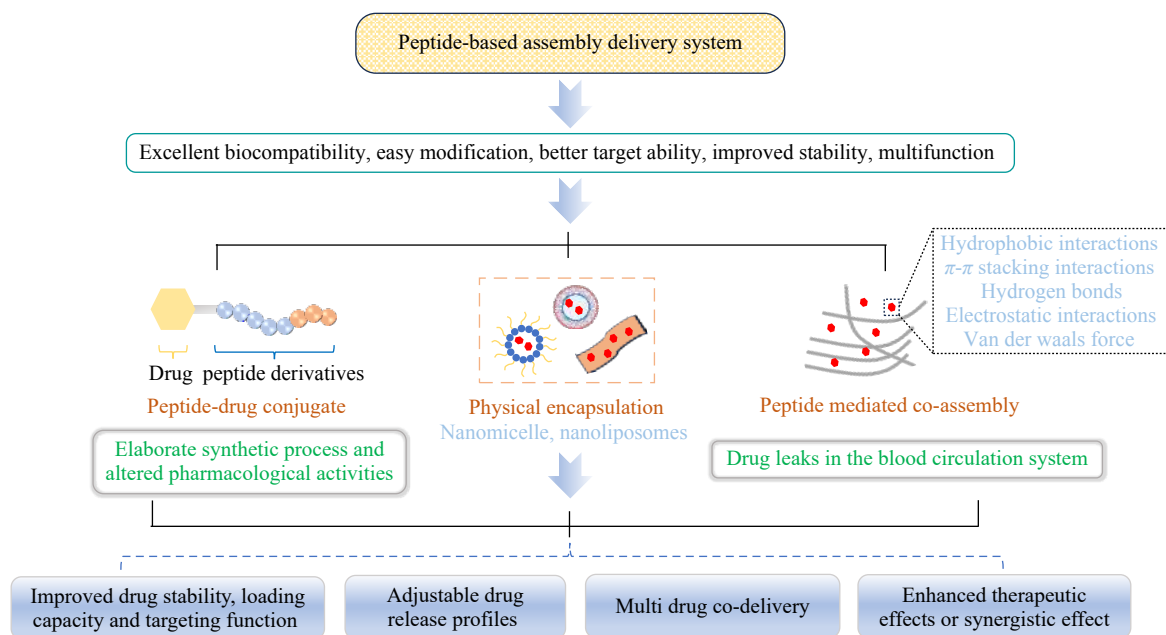 Peptide-based assembly delivery system
Excellent biocompatibility, easy modification, better target ability, improved stability, multifunction
Drug peptide derivatives
Peptide-drug conjugate
Elaborate synthetic process and
altered pharmacological activities
Physical encapsulation
Nanomicelle, nanoliposomes
Hydrophobic interactions
π-π stacking interactions
Hydrogen bonds
Electrostatic interactions
Van der waals force
Peptide mediated co-assembly
Drug leaks in the blood circulation system
Improved drug stability, loading
capacity and targeting function
Adjustable drug
release profiles
Multi drug co-delivery
Enhanced therapeutic
effects or synergistic effect